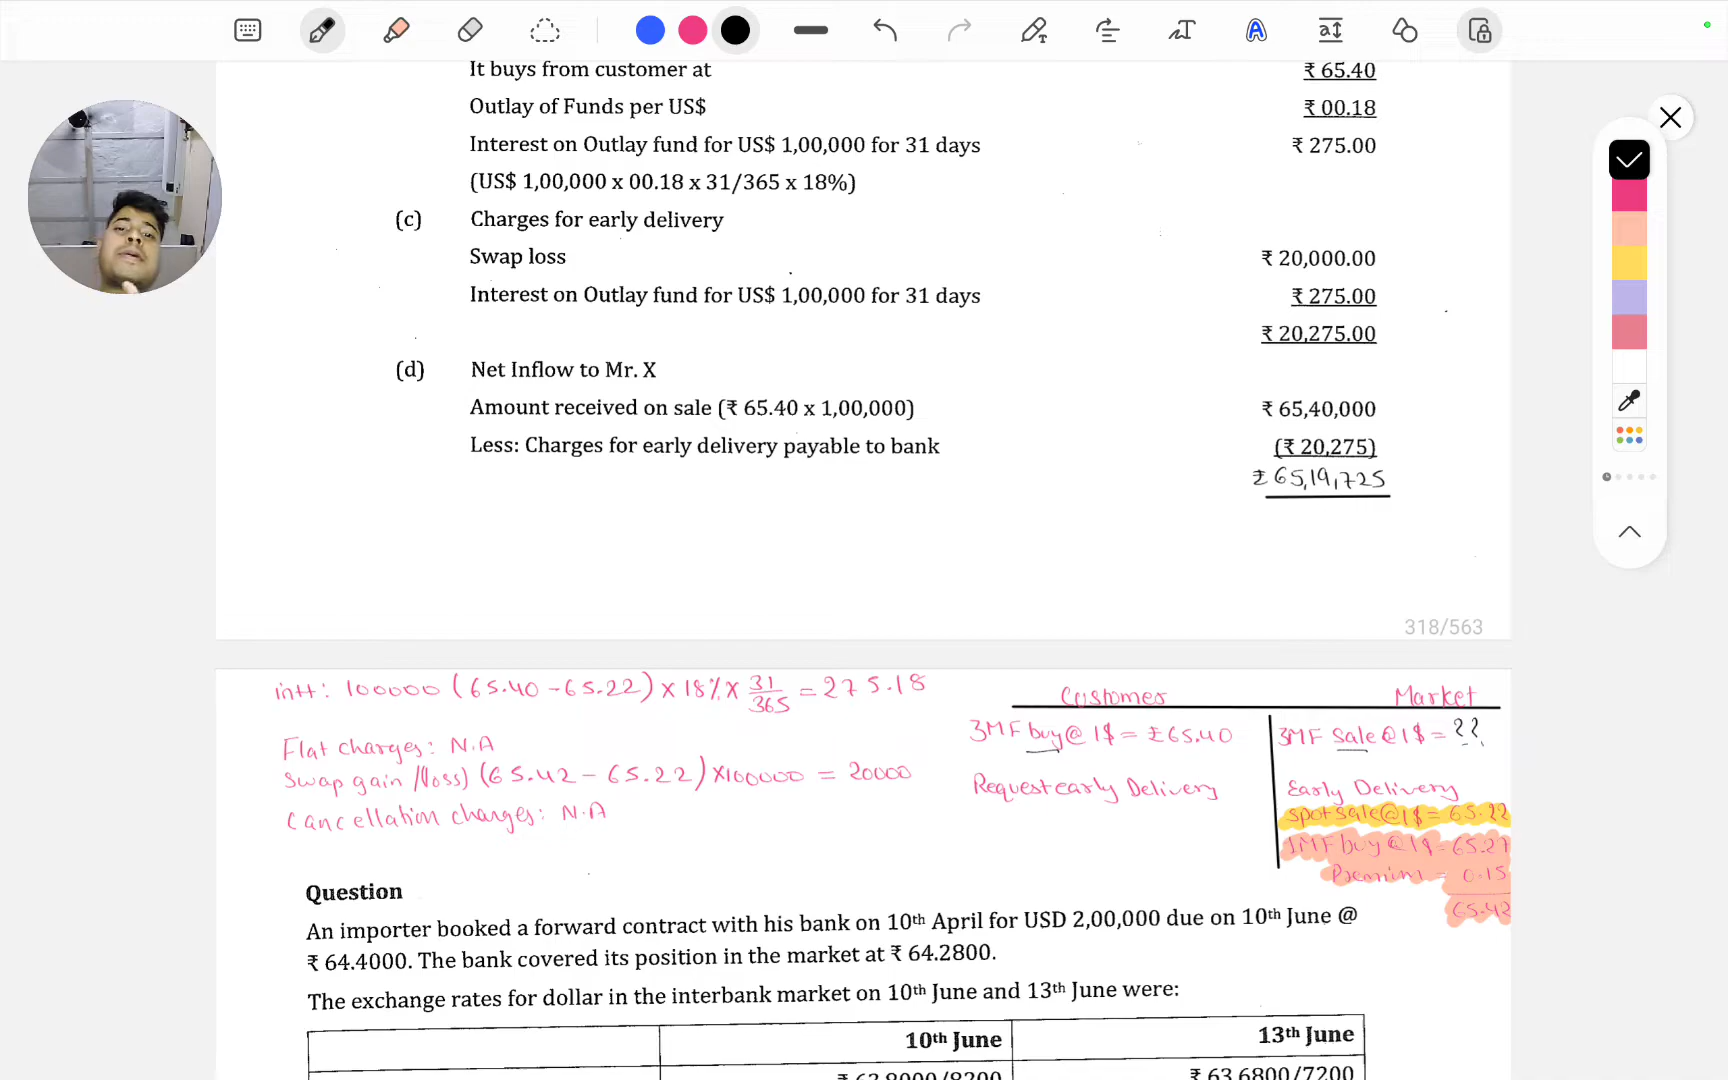 It buys from customer at ₹ 65.40
Outlay of Funds per US$ ₹ 00.18
Interest on Outlay fund for US$ 1,00,000 for 31 days ₹ 275.00
(US$ 1,00,000 x 00.18 x 31/365 x 18%)
(c) Charges for early delivery
Swap loss ₹ 20,000.00
Interest on Outlay fund for US$ 1,00,000 for 31 days ₹ 275.00
₹ 20,275.00
(d) Net Inflow to Mr. X
Amount received on sale (₹ 65.40 x 1,00,000) ₹ 65,40,000
Less: Charges for early delivery payable to bank (₹ 20,275)
₹ 65,19,725
318/563
intt: 100000 (65.40 - 65.22) x 18% x 31/365 = 275.18
Flat charges: N.A
Swap gain /(loss) (65.42 - 65.22) x100000 = 20000
Cancellation charges: N.A
Customer Market
3MF buy@ 1$ = ₹65.40 3MF Sale@1$ = ??
Request early Delivery Early Delivery
Spot Sale@1$ = 65.22
1MF buy@1$ = 65.27
Premium = 0.15
65.42
Question
An importer booked a forward contract with his bank on 10th April for USD 2,00,000 due on 10th June @
₹ 64.4000. The bank covered its position in the market at ₹ 64.2800.
The exchange rates for dollar in the interbank market on 10th June and 13th June were:
10th June 13th June
₹ 63.8000/8200 ₹ 63.6800/7200